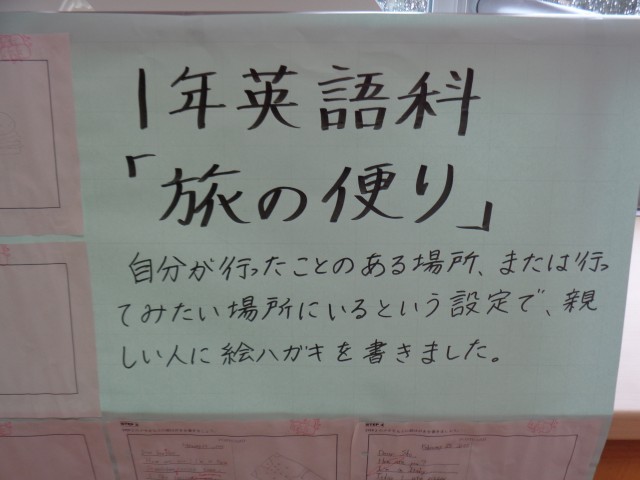 1年英語科
「旅の便り」
自分が行ったことのある場所、または行っ
てみたい場所にいるという設定で、親
しい人に絵ハガキを書きました。